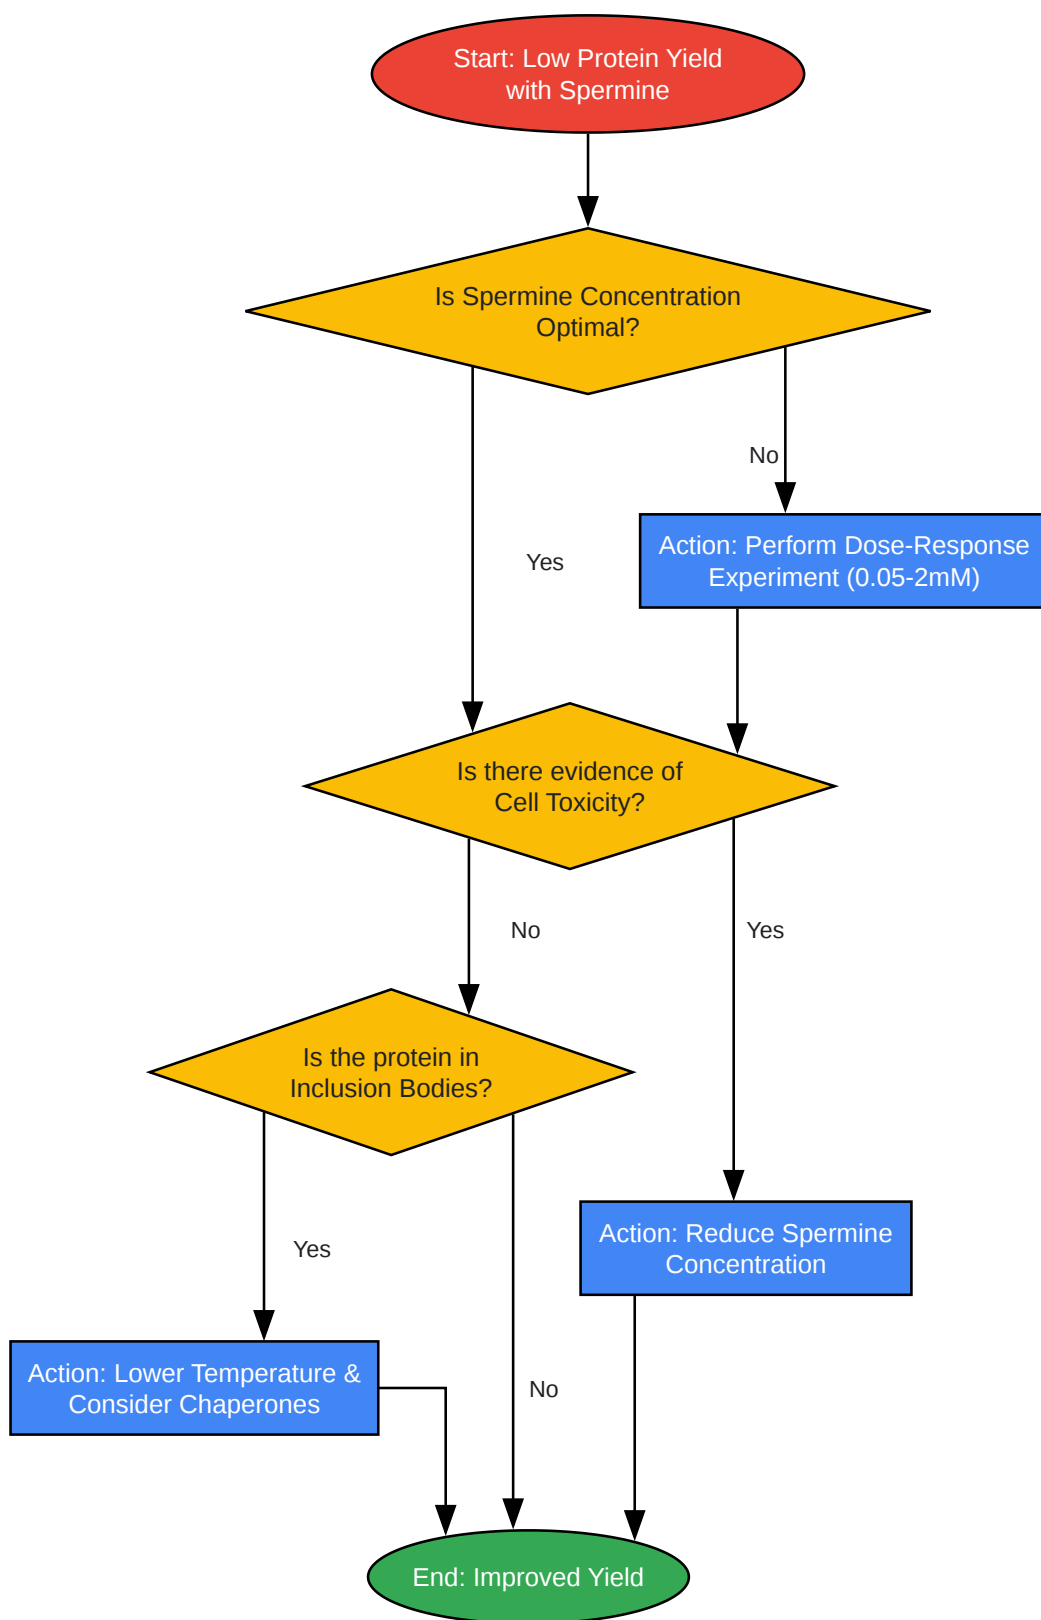 Start: Low Protein Yield
with Spermine
Is Spermine Concentration
Optimal?
No
Action: Perform Dose-Response
Experiment (0.05-2mM)
Yes
Is there evidence of
Cell Toxicity?
No
Yes
Is the protein in
Inclusion Bodies?
Yes
Action: Reduce Spermine
Concentration
Action: Lower Temperature &
Consider Chaperones
No
End: Improved Yield